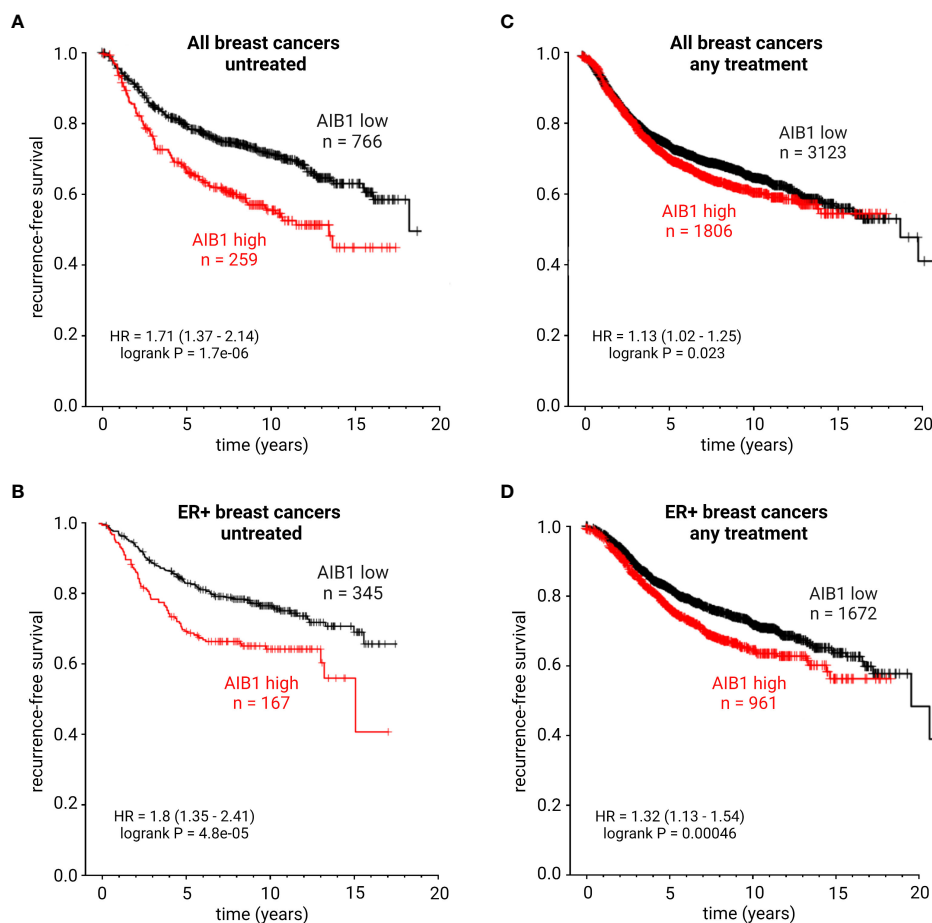 A
All breast cancers
untreated
1.0
0.8
0.6
0.4
0.2
0.0
recurrence-free survival
AIB1 low
n = 766
AIB1 high
n = 259
HR = 1.71 (1.37 - 2.14)
logrank P = 1.7e-06
0 5 10 15 20
time (years)
C
All breast cancers
any treatment
1.0
0.8
0.6
0.4
0.2
0.0
recurrence-free survival
AIB1 low
n = 3123
AIB1 high
n = 1806
HR = 1.13 (1.02 - 1.25)
logrank P = 0.023
0 5 10 15 20
time (years)
B
ER+ breast cancers
untreated
1.0
0.8
0.6
0.4
0.2
0.0
recurrence-free survival
AIB1 low
n = 345
AIB1 high
n = 167
HR = 1.8 (1.35 - 2.41)
logrank P = 4.8e-05
0 5 10 15 20
time (years)
D
ER+ breast cancers
any treatment
1.0
0.8
0.6
0.4
0.2
0.0
recurrence-free survival
AIB1 low
n = 1672
AIB1 high
n = 961
HR = 1.32 (1.13 - 1.54)
logrank P = 0.00046
0 5 10 15 20
time (years)